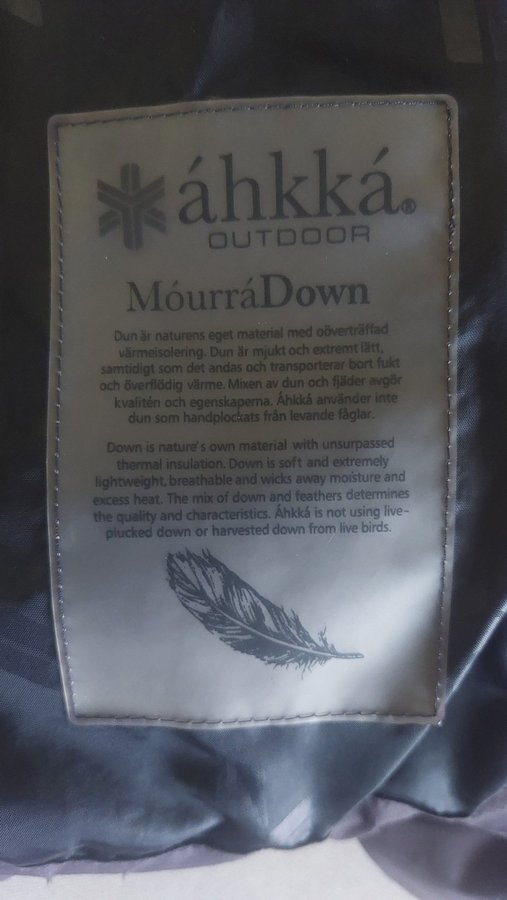 áhkká®
OUTDOOR
MóurráDown
Dun är naturens eget material med oöverträffad
värmeisolering. Dun är mjukt och extremt lätt,
samtidigt som det andas och transporterar bort fukt
och överflödig värme. Mixen av dun och fjäder avgör
kvalitén och egenskaperna. Áhkká använder inte
dun som handplockats från levande fåglar.
Down is nature's own material with unsurpassed
thermal insulation. Down is soft and extremely
lightweight, breathable and wicks away moisture and
excess heat. The mix of down and feathers determines
the quality and characteristics. Áhkká is not using live-
plucked down or harvested down from live birds.